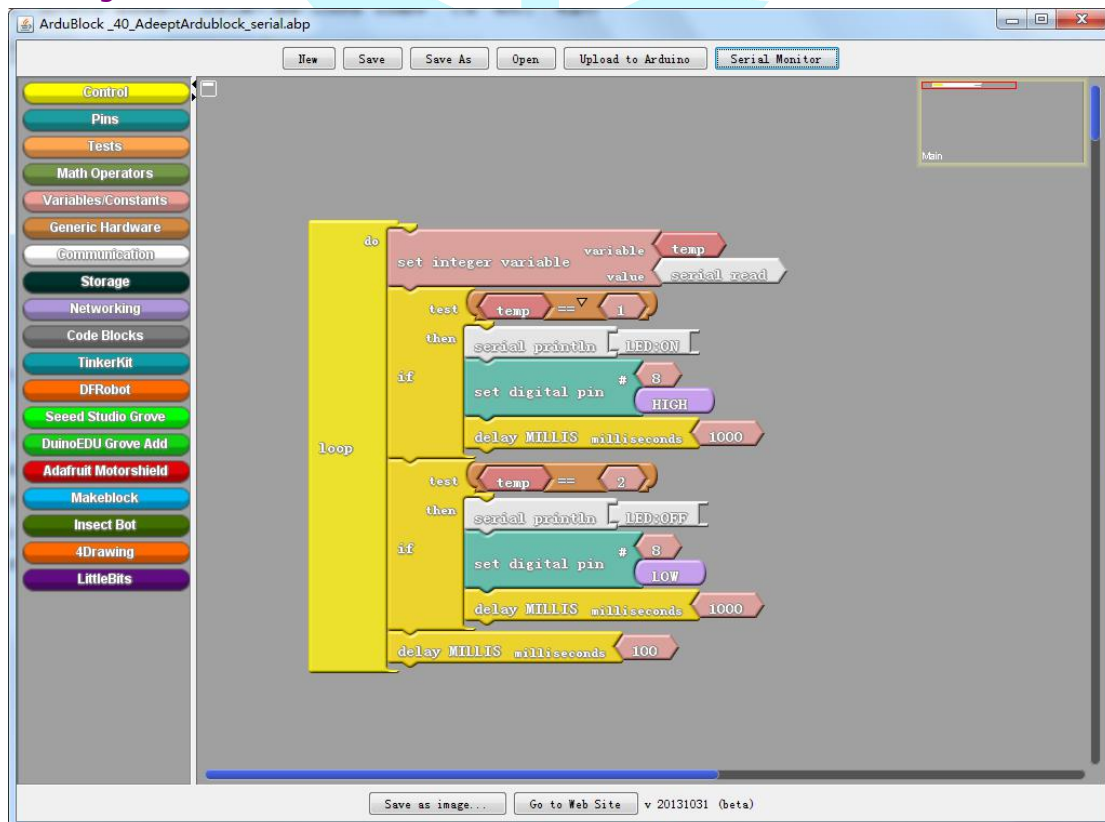 ArduBlock _40_AdeeptArdublock_serial.abp
New Save Save As Open Upload to Arduino Serial Monitor
Control
Pins
Tests
Math Operators
Variables/Constants
Generic Hardware
Communication
Storage
Networking
Code Blocks
TinkerKit
DFRobot
Seeed Studio Grove
DuinoEDU Grove Add
Adafruit Motorshield
Makeblock
Insect Bot
4Drawing
LittleBits
Main
loop
do
set integer variable variable temp
value serial read
if
test temp == 1
then serial println LED:ON
set digital pin # 8
HIGH
delay MILLIS milliseconds 1000
if
test temp == 2
then serial println LED:OFF
set digital pin # 8
LOW
delay MILLIS milliseconds 1000
delay MILLIS milliseconds 100
Save as image... Go to Web Site v 20131031 (beta)